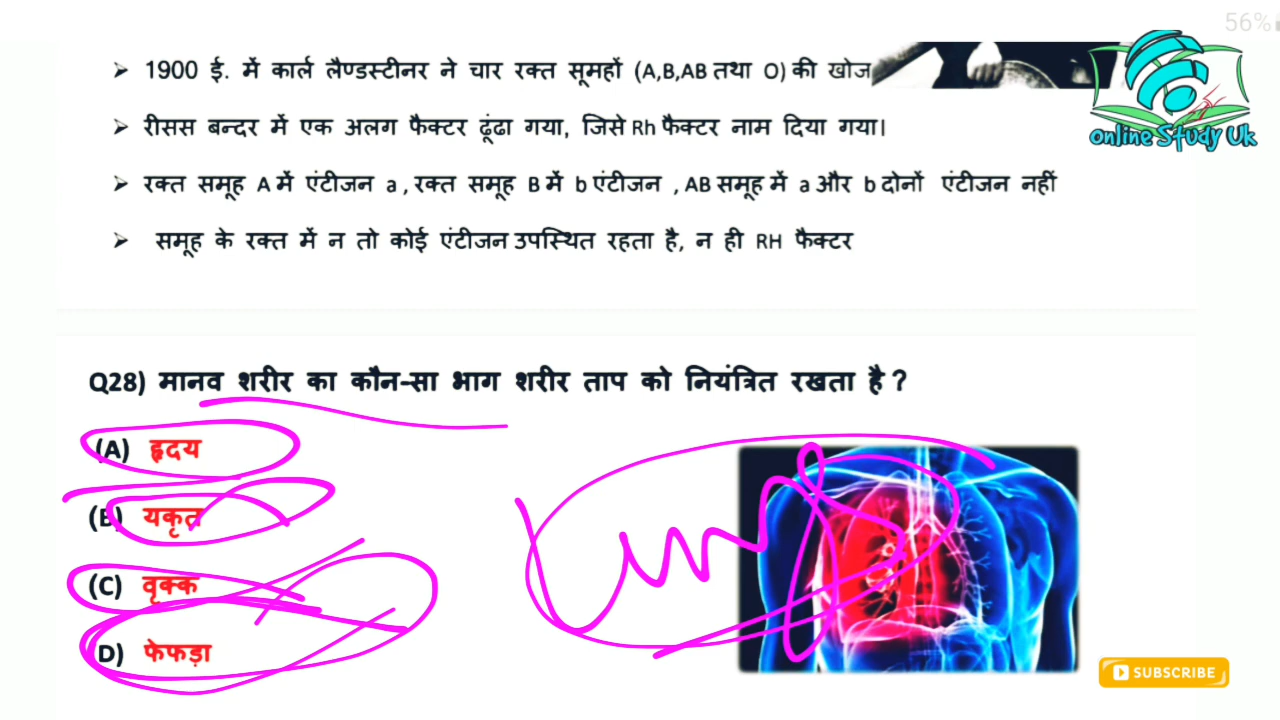 56%
➢ 1900 ई. में कार्ल लैण्डस्टीनर ने चार रक्त सूमहों (A,B,AB तथा O) की खोज
➢ रीसस बन्दर में एक अलग फैक्टर ढूंढा गया, जिसे Rh फैक्टर नाम दिया गया।
Online Study Uk
➢ रक्त समूह A में एंटीजन a , रक्त समूह B में b एंटीजन , AB समूह में a और b दोनों एंटीजन नहीं
➢ समूह के रक्त में न तो कोई एंटीजन उपस्थित रहता है, न ही RH फैक्टर
Q28) मानव शरीर का कौन-सा भाग शरीर ताप को नियंत्रित रखता है ?
(A) हृदय
(B) यकृत
(C) वृक्क
D) फेफड़ा
Lungs
SUBSCRIBE